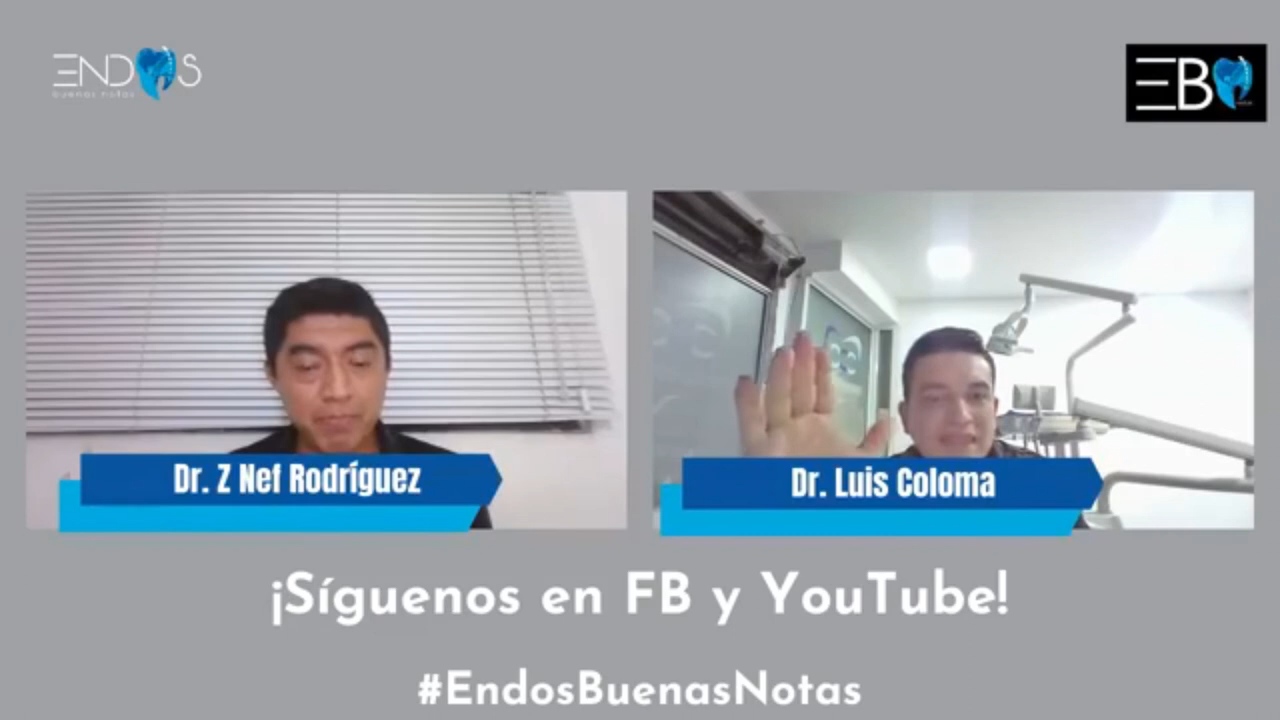 ENDOS
buenas notas
EB
Dr. Z Nef Rodríguez
Dr. Luis Coloma
¡Síguenos en FB y YouTube!
#EndosBuenasNotas